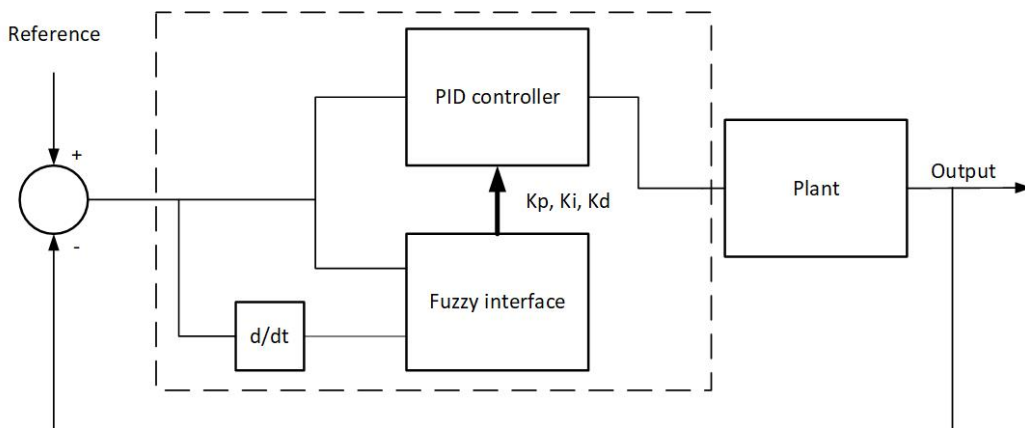 Reference
PID controller
+
Output
Plant
Kp, Ki, Kd
-
Fuzzy interface
d/dt